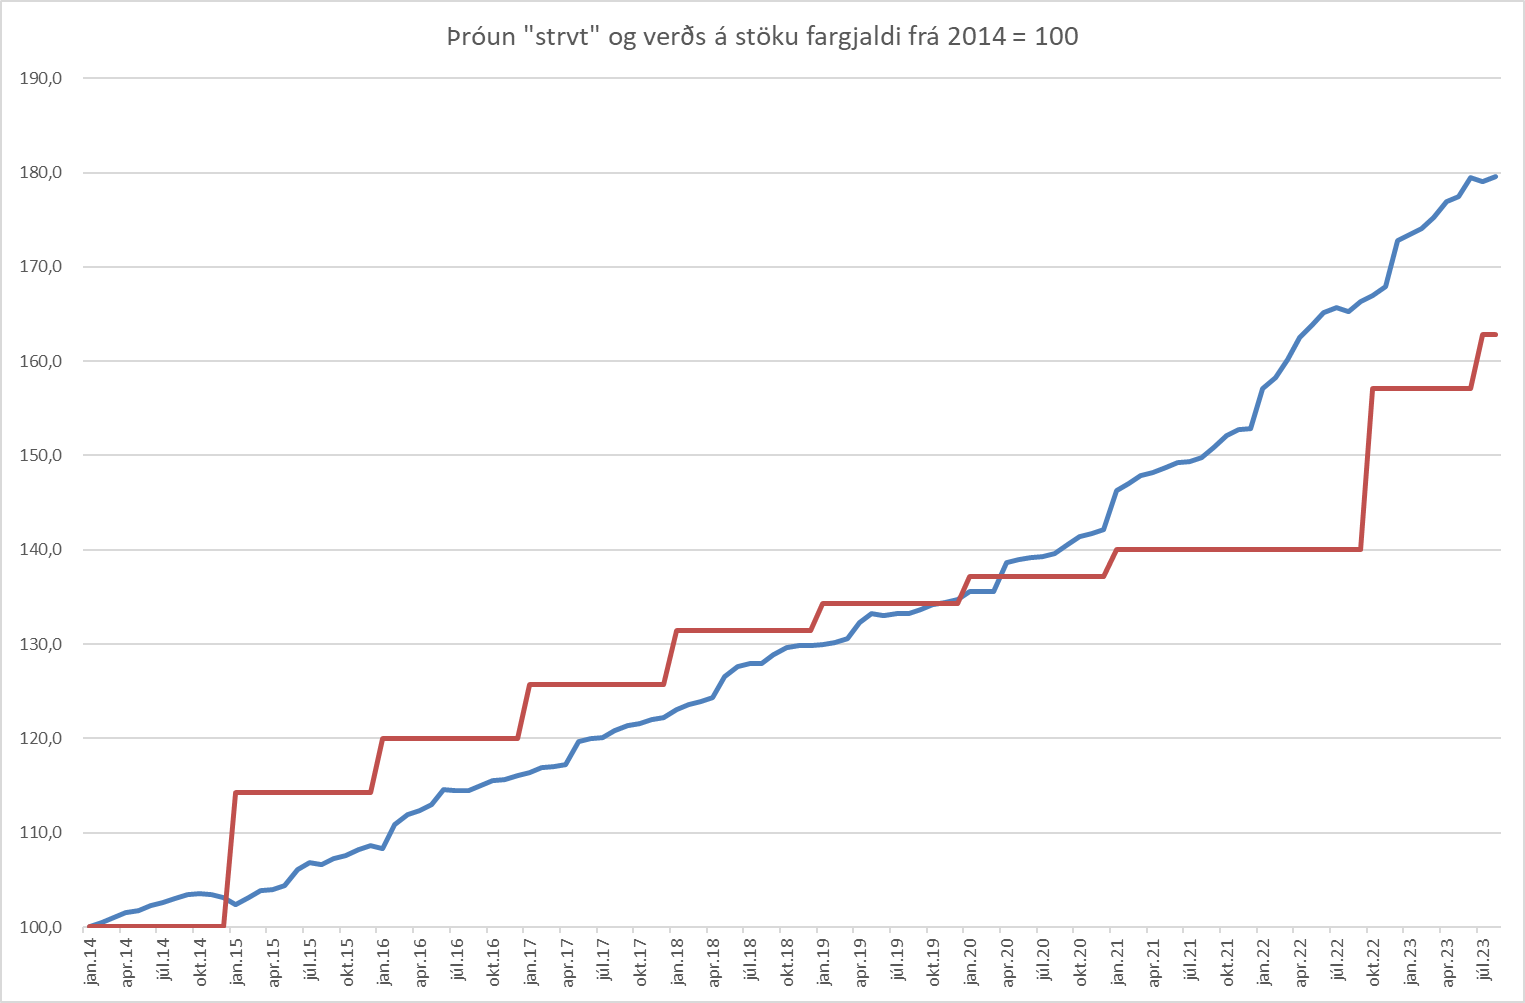 Þróun "strvt" og verðs á stöku fargjaldi frá 2014 = 100
190,0
180,0
170,0
160,0
150,0
140,0
130,0
120,0
110,0
100,0
jan.14
apr.14
júl.14
okt.14
jan.15
apr.15
júl.15
okt.15
jan.16
apr.16
júl.16
okt.16
jan.17
apr.17
júl.17
okt.17
jan.18
apr.18
júl.18
okt.18
jan.19
apr.19
júl.19
okt.19
jan.20
apr.20
júl.20
okt.20
jan.21
apr.21
júl.21
okt.21
jan.22
apr.22
júl.22
okt.22
jan.23
apr.23
júl.23